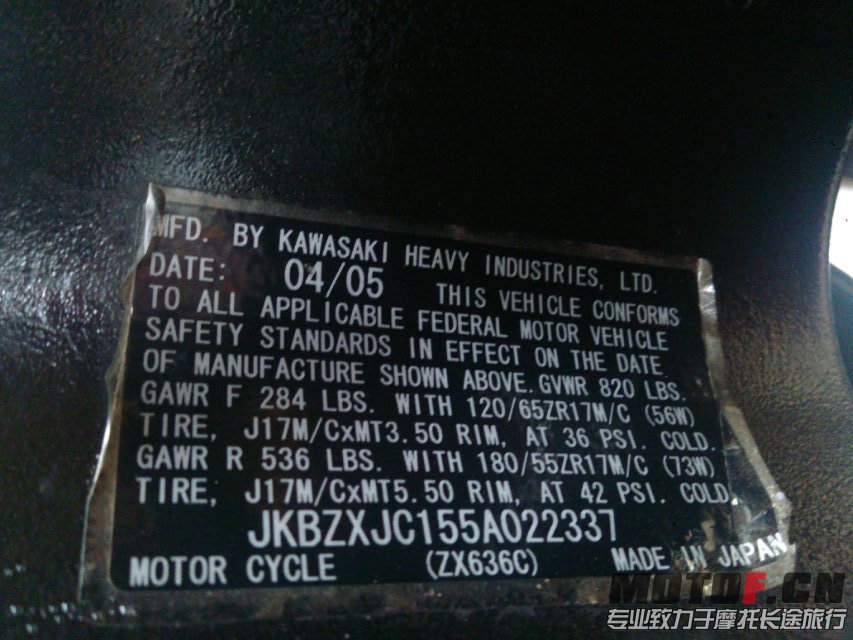 MFD. BY KAWASAKI HEAVY INDUSTRIES, LTD.
DATE: 04/05 THIS VEHICLE CONFORMS
TO ALL APPLICABLE FEDERAL MOTOR VEHICLE
SAFETY STANDARDS IN EFFECT ON THE DATE
OF MANUFACTURE SHOWN ABOVE. GVWR 820 LBS.
GAWR F 284 LBS. WITH 120/65ZR17M/C (56W)
TIRE, J17M/CxMT3.50 RIM, AT 36 PSI. COLD.
GAWR R 536 LBS. WITH 180/55ZR17M/C (73W)
TIRE, J17M/CxMT5.50 RIM, AT 42 PSI. COLD.
JKBZXJC155A022337
MOTOR CYCLE (ZX636C) MADE IN JAPAN
MOTOF.CN
专业致力于摩托长途旅行